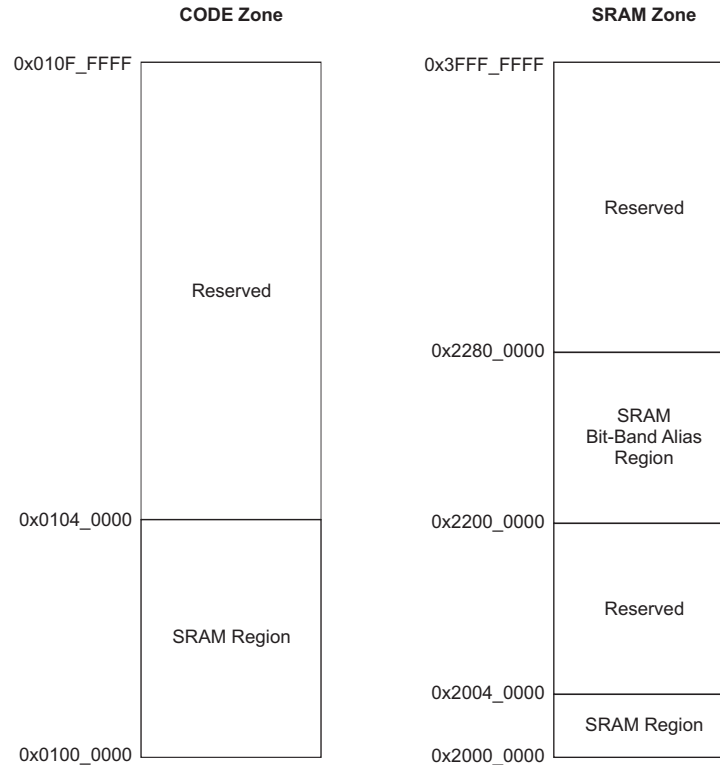 CODE Zone
0x010F_FFFF
Reserved
0x0104_0000
SRAM Region
0x0100_0000
SRAM Zone
0x3FFF_FFFF
Reserved
0x2280_0000
SRAM
Bit-Band Alias
Region
0x2200_0000
Reserved
0x2004_0000
SRAM Region
0x2000_0000